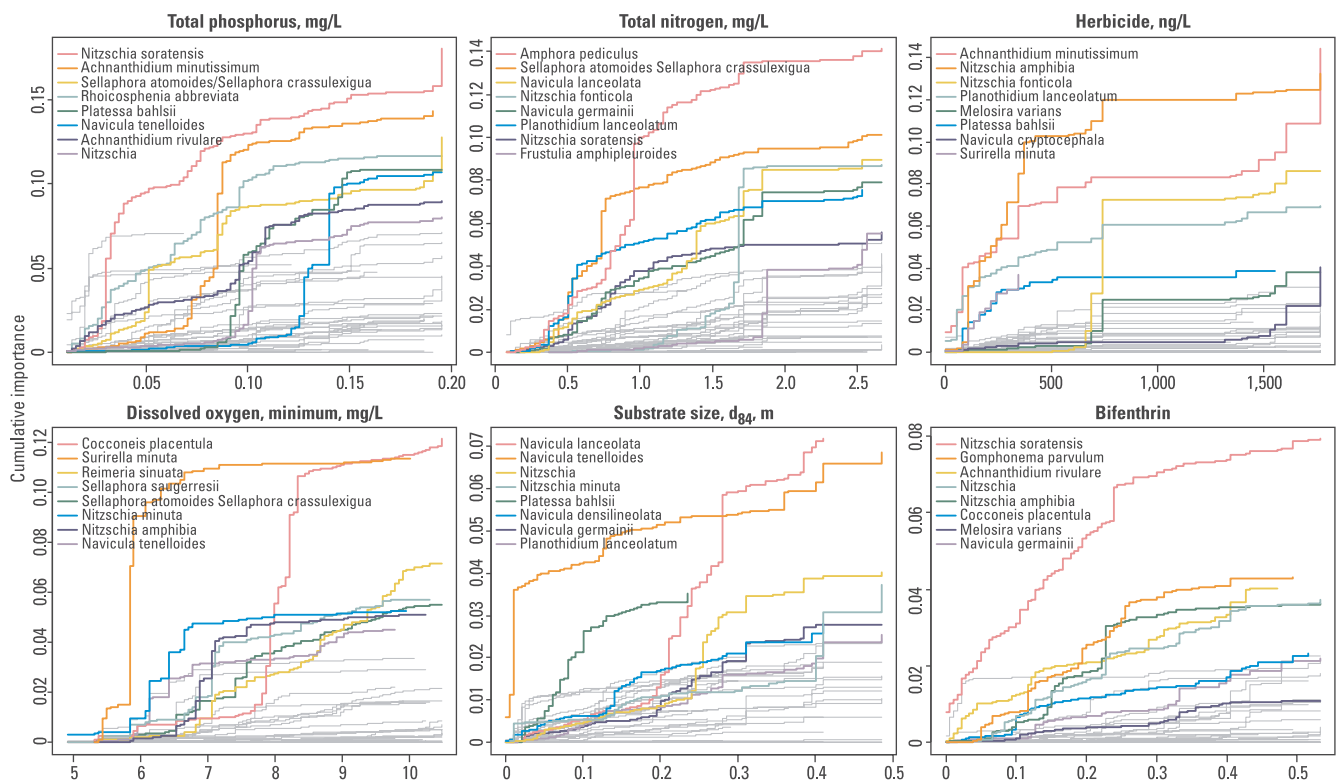 Total phosphorus, mg/L
Nitzschia soratensis
Achnanthidium minutissimum
Sellaphora atomoides/Sellaphora crassulexigua
Rhoicosphenia abbreviata
Platessa bahlsii
Navicula tenelloides
Achnanthidium rivulare
Nitzschia
0.15
0.10
0.05
0
0.05
0.10
0.15
0.20
Total nitrogen, mg/L
Amphora pediculus
Sellaphora atomoides Sellaphora crassulexigua
Navicula lanceolata
Nitzschia fonticola
Navicula germainii
Planothidium lanceolatum
Nitzschia soratensis
Frustulia amphipleuroides
0.14
0.12
0.10
0.08
0.06
0.04
0.02
0
0
0.5
1.0
1.5
2.0
2.5
Herbicide, ng/L
Achnanthidium minutissimum
Nitzschia amphibia
Nitzschia fonticola
Planothidium lanceolatum
Melosira varians
Platessa bahlsii
Navicula cryptocephala
Surirella minuta
0.14
0.12
0.10
0.08
0.06
0.04
0.02
0
0
500
1,000
1,500
Cumulative importance
Dissolved oxygen, minimum, mg/L
Cocconeis placentula
Surirella minuta
Reimeria sinuata
Sellaphora saugerresii
Sellaphora atomoides Sellaphora crassulexigua
Nitzschia minuta
Nitzschia amphibia
Navicula tenelloides
0.12
0.10
0.08
0.06
0.04
0.02
0
5
6
7
8
9
10
Substrate size, d84, m
Navicula lanceolata
Navicula tenelloides
Nitzschia
Nitzschia minuta
Platessa bahlsii
Navicula densilineolata
Navicula germainii
Planothidium lanceolatum
0.07
0.06
0.05
0.04
0.03
0.02
0.01
0
0
0.1
0.2
0.3
0.4
0.5
Bifenthrin
Nitzschia soratensis
Gomphonema parvulum
Achnanthidium rivulare
Nitzschia
Nitzschia amphibia
Cocconeis placentula
Melosira varians
Navicula germainii
0.08
0.06
0.04
0.02
0
0
0.1
0.2
0.3
0.4
0.5